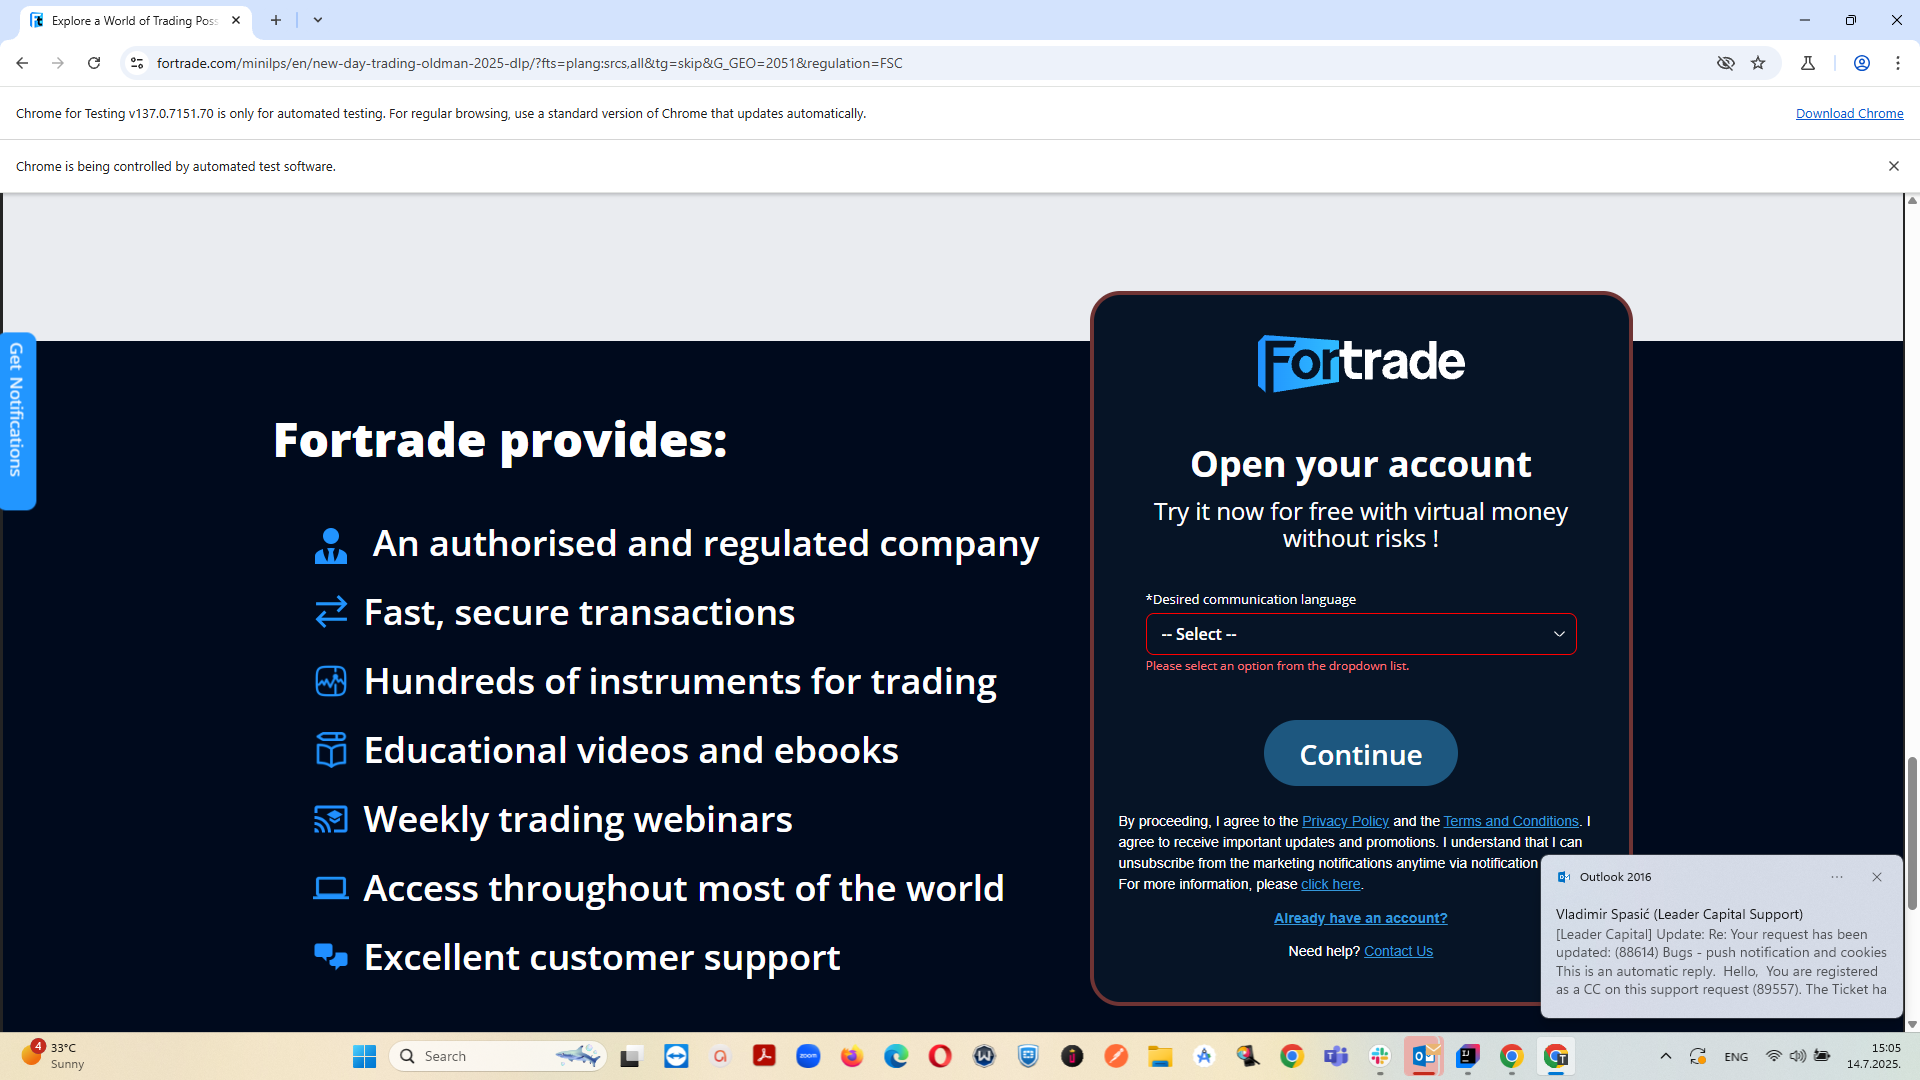 Explore a World of Trading Poss
fortrade.com/minilps/en/new-day-trading-oldman-2025-dlp/?fts=plang:srcs,all&tg=skip&G_GEO=2051&regulation=FSC
Chrome for Testing v137.0.7151.70 is only for automated testing. For regular browsing, use a standard version of Chrome that updates automatically.
Download Chrome
Chrome is being controlled by automated test software.
Get Notifications
Fortrade provides:
An authorised and regulated company
Fast, secure transactions
Hundreds of instruments for trading
Educational videos and ebooks
Weekly trading webinars
Access throughout most of the world
Excellent customer support
Fortrade
Open your account
Try it now for free with virtual money
without risks !
*Desired communication language
-- Select --
Please select an option from the dropdown list.
Continue
By proceeding, I agree to the Privacy Policy and the Terms and Conditions. I
agree to receive important updates and promotions. I understand that I can
unsubscribe from the marketing notifications anytime via notification
For more information, please click here.
Already have an account?
Need help? Contact Us
Outlook 2016
Vladimir Spasić (Leader Capital Support)
[Leader Capital] Update: Re: Your request has been
updated: (88614) Bugs - push notification and cookies
This is an automatic reply. Hello, You are registered
as a CC on this support request (89557). The Ticket ha
4
33°C
Sunny
Search
zoom
ENG
15:05
14.7.2025.